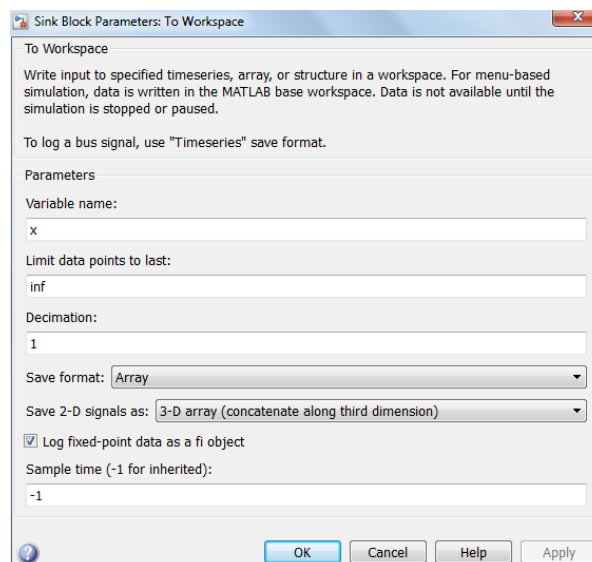 Sink Block Parameters: To Workspace
To Workspace
Write input to specified timeseries, array, or structure in a workspace. For menu-based
simulation, data is written in the MATLAB base workspace. Data is not available until the
simulation is stopped or paused.
To log a bus signal, use "Timeseries" save format.
Parameters
Variable name:
x
Limit data points to last:
inf
Decimation:
1
Save format: Array
Save 2-D signals as: 3-D array (concatenate along third dimension)
Log fixed-point data as a fi object
Sample time (-1 for inherited):
-1
OK Cancel Help Apply